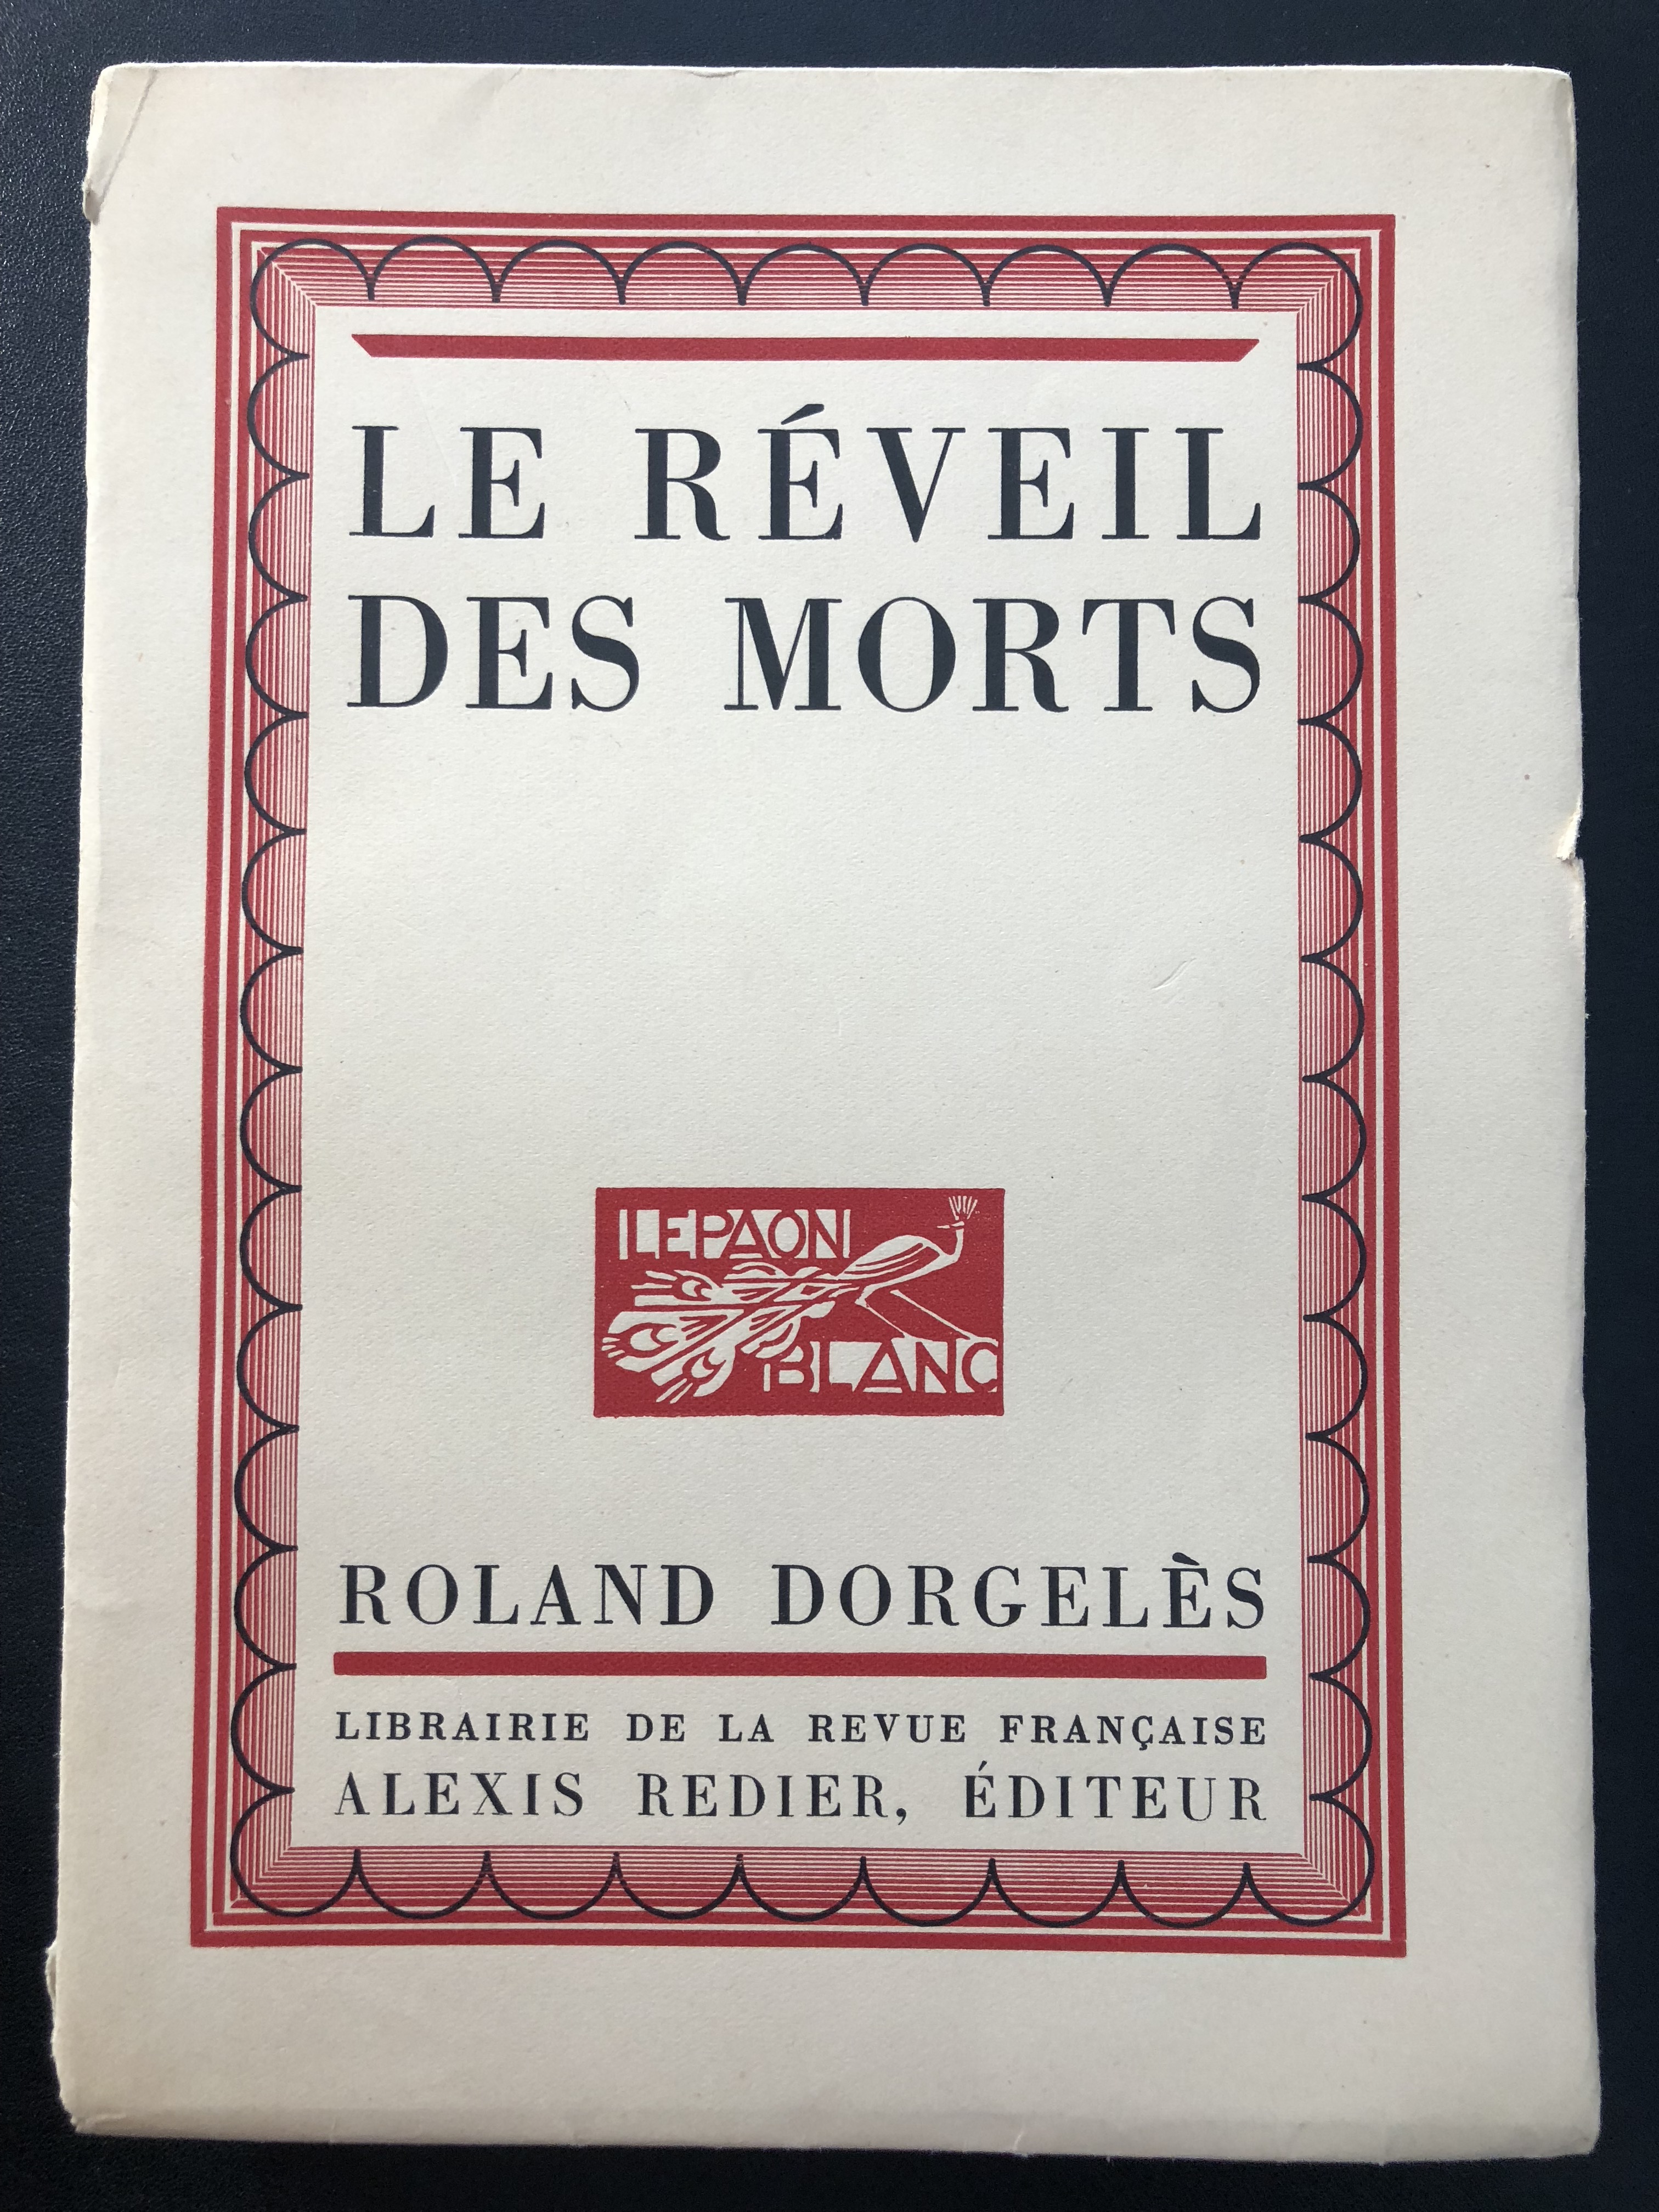 LE RÉVEIL
DES MORTS
LE PAON
BLANC
ROLAND DORGELÈS
LIBRAIRIE DE LA REVUE FRANÇAISE
ALEXIS REDIER, ÉDITEUR